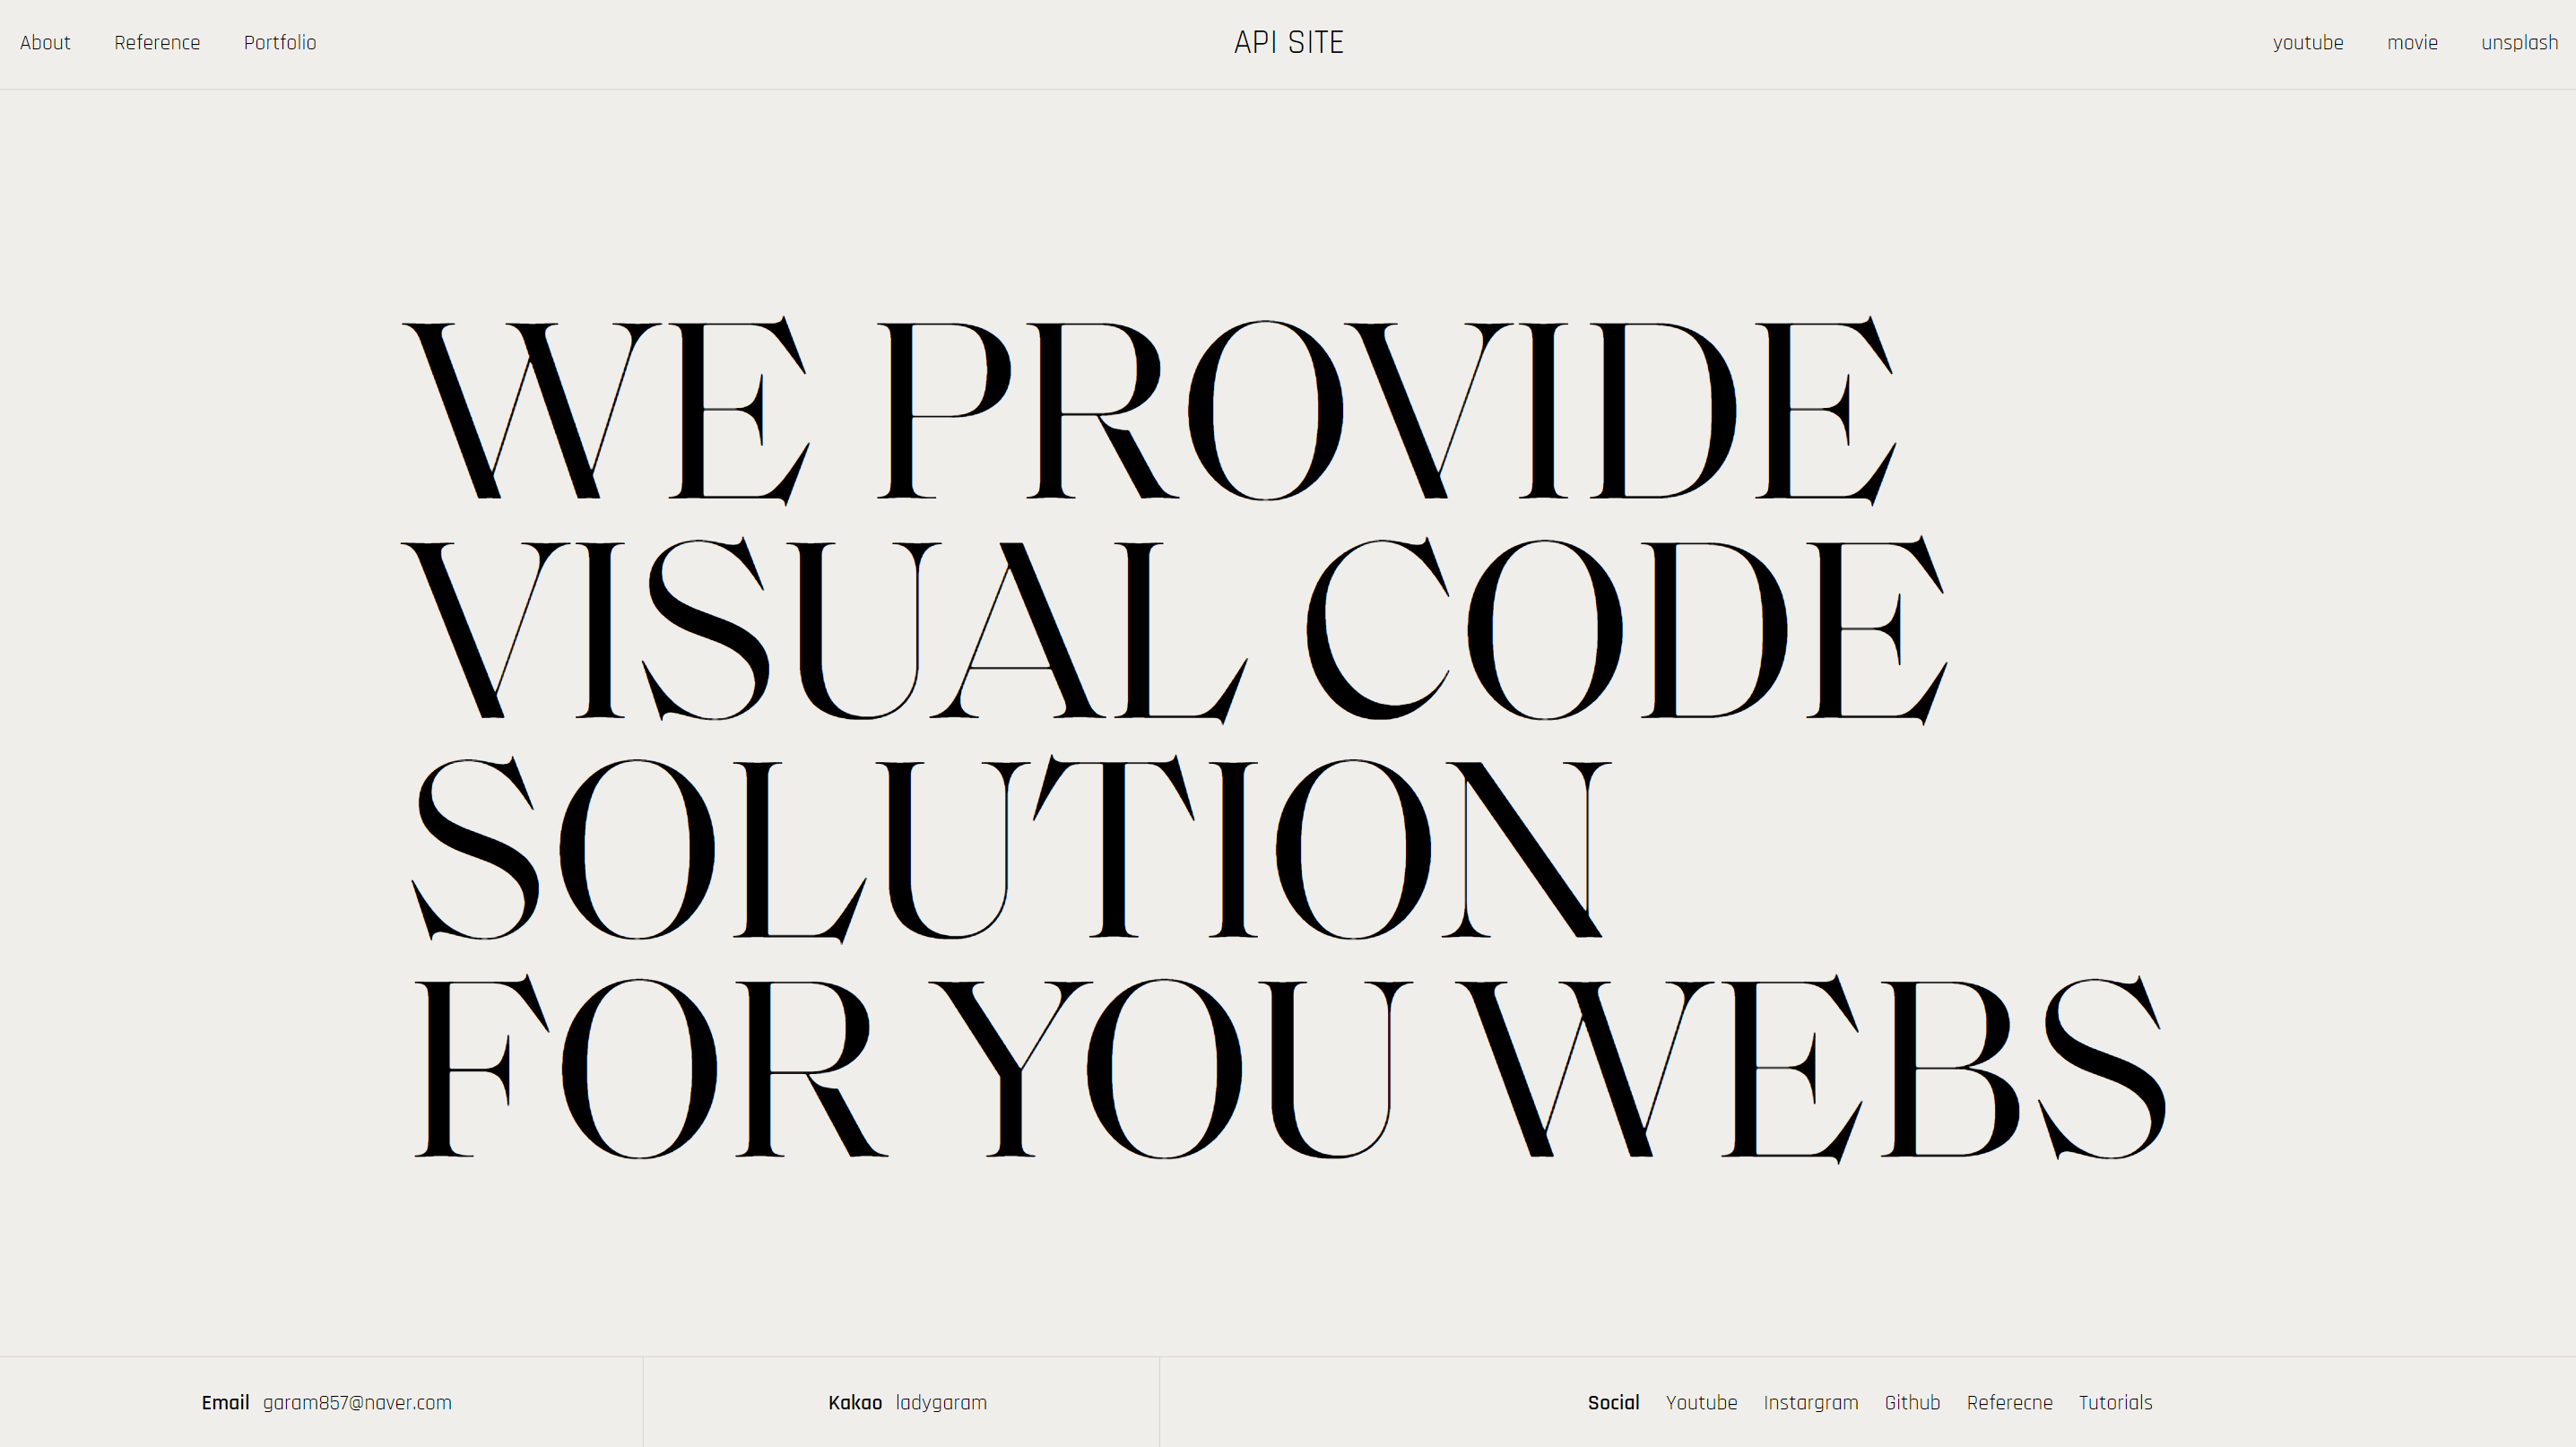 About Reference Portfolio API SITE youtube movie unsplash
WE PROVIDE
VISUAL CODE
SOLUTION
FOR YOU WEBS
Email garam857@naver.com Kakao ladygaram Social Youtube Instargram Github Referecne Tutorials